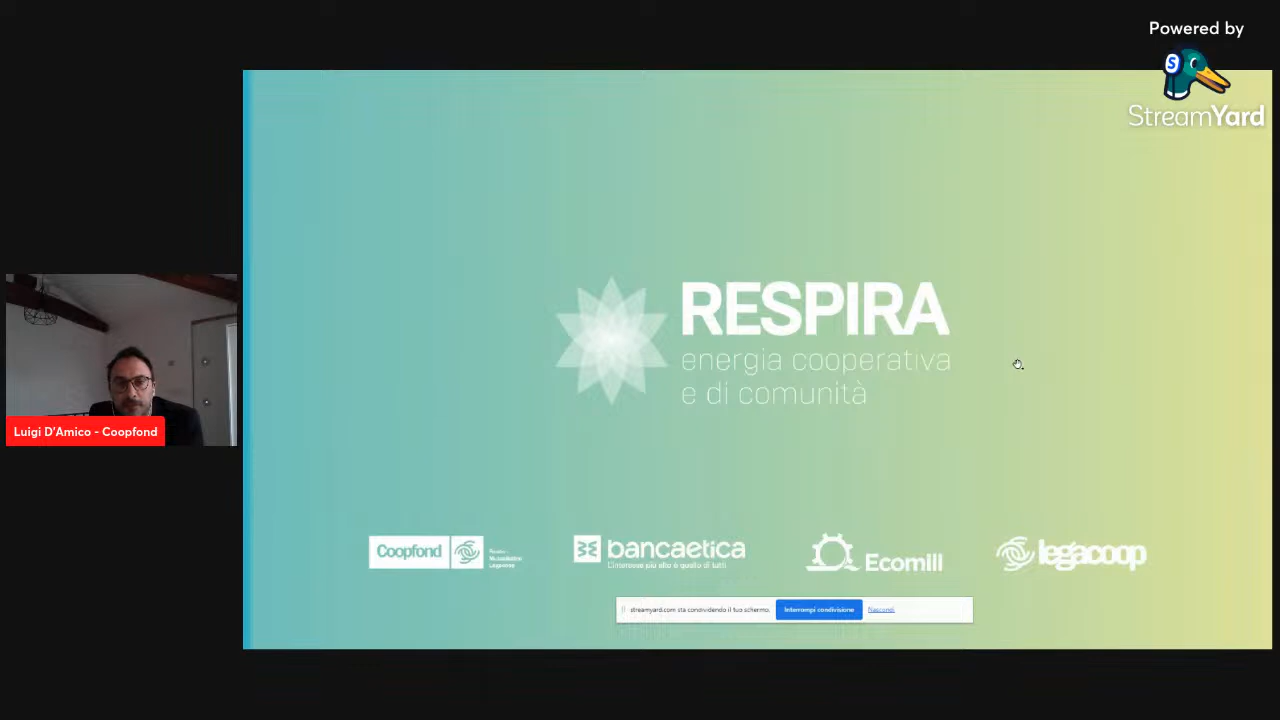 Powered by
StreamYard
RESPIRA
energia cooperativa
e di comunità
Luigi D'Amico - Coopfond
Coopfond
bancaetica
L'interesse più alto è quello di tutti
Ecomill
legacoop
streamyard.com sta condividendo il tuo schermo.
Interrompi condivisione
Nascondi